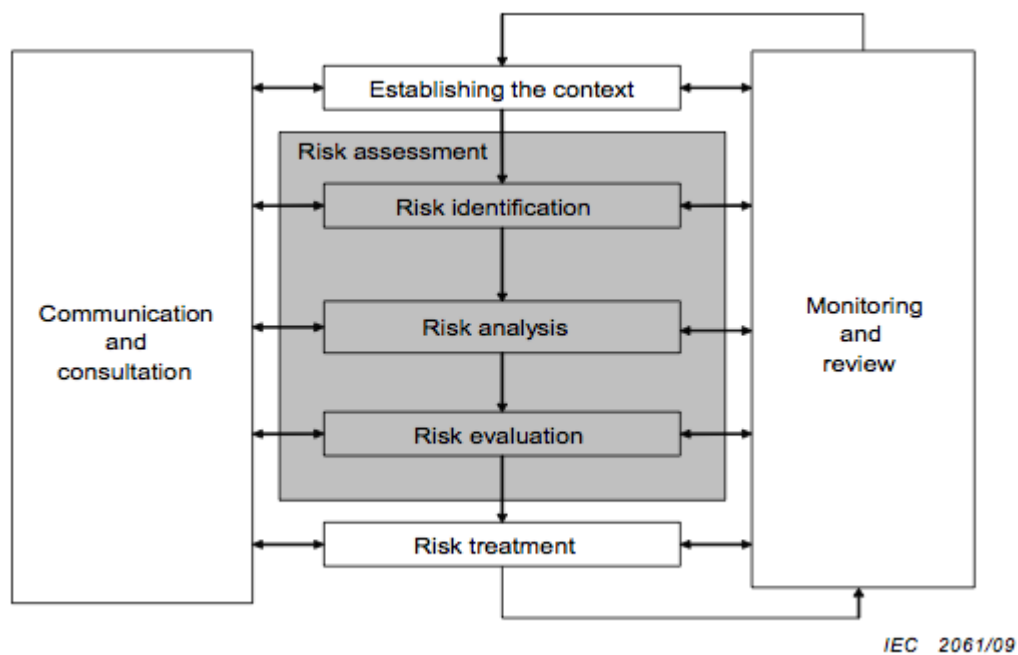 Establishing the context
Risk assessment
Risk identification
Risk analysis
Risk evaluation
Risk treatment
Communication
and
consultation
Monitoring
and
review
IEC 2061/09